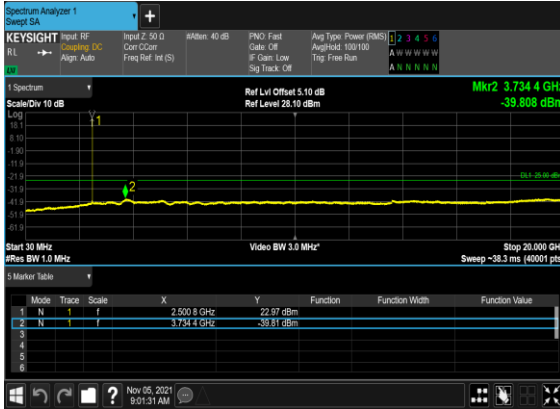 Spectrum Analyzer 1
Swept SA
+
KEYSIGHT Input: RF Input Z: 50 Ω #Atten: 40 dB PNO: Fast Avg Type: Power (RMS) 1 2 3 4 5 6
RL Coupling: DC Corr CCorr Gate: Off Avg|Hold: 100/100 A W W W W W
Align: Auto Freq Ref: Int (S) IF Gain: Low Trig: Free Run
Sig Track: Off A N N N N N
1 Spectrum Ref Lvl Offset 5.10 dB Mkr2 3.734 4 GHz
Scale/Div 10 dB Ref Level 28.10 dBm -39.808 dBm
Log
18.1
8.10
-1.90
-11.9
-21.9
-31.9
-41.9
-51.9
-61.9
1
2
DL1 -25.00 dBm
Start 30 MHz Video BW 3.0 MHz* Stop 20.000 GH
#Res BW 1.0 MHz Sweep ~38.3 ms (40001 pts
5 Marker Table
Mode Trace Scale X Y Function Function Width Function Value
1 N 1 f 2.500 8 GHz 22.97 dBm
2 N 1 f 3.734 4 GHz -39.81 dBm
3
4
5
6
? Nov 05, 2021
9:01:31 AM